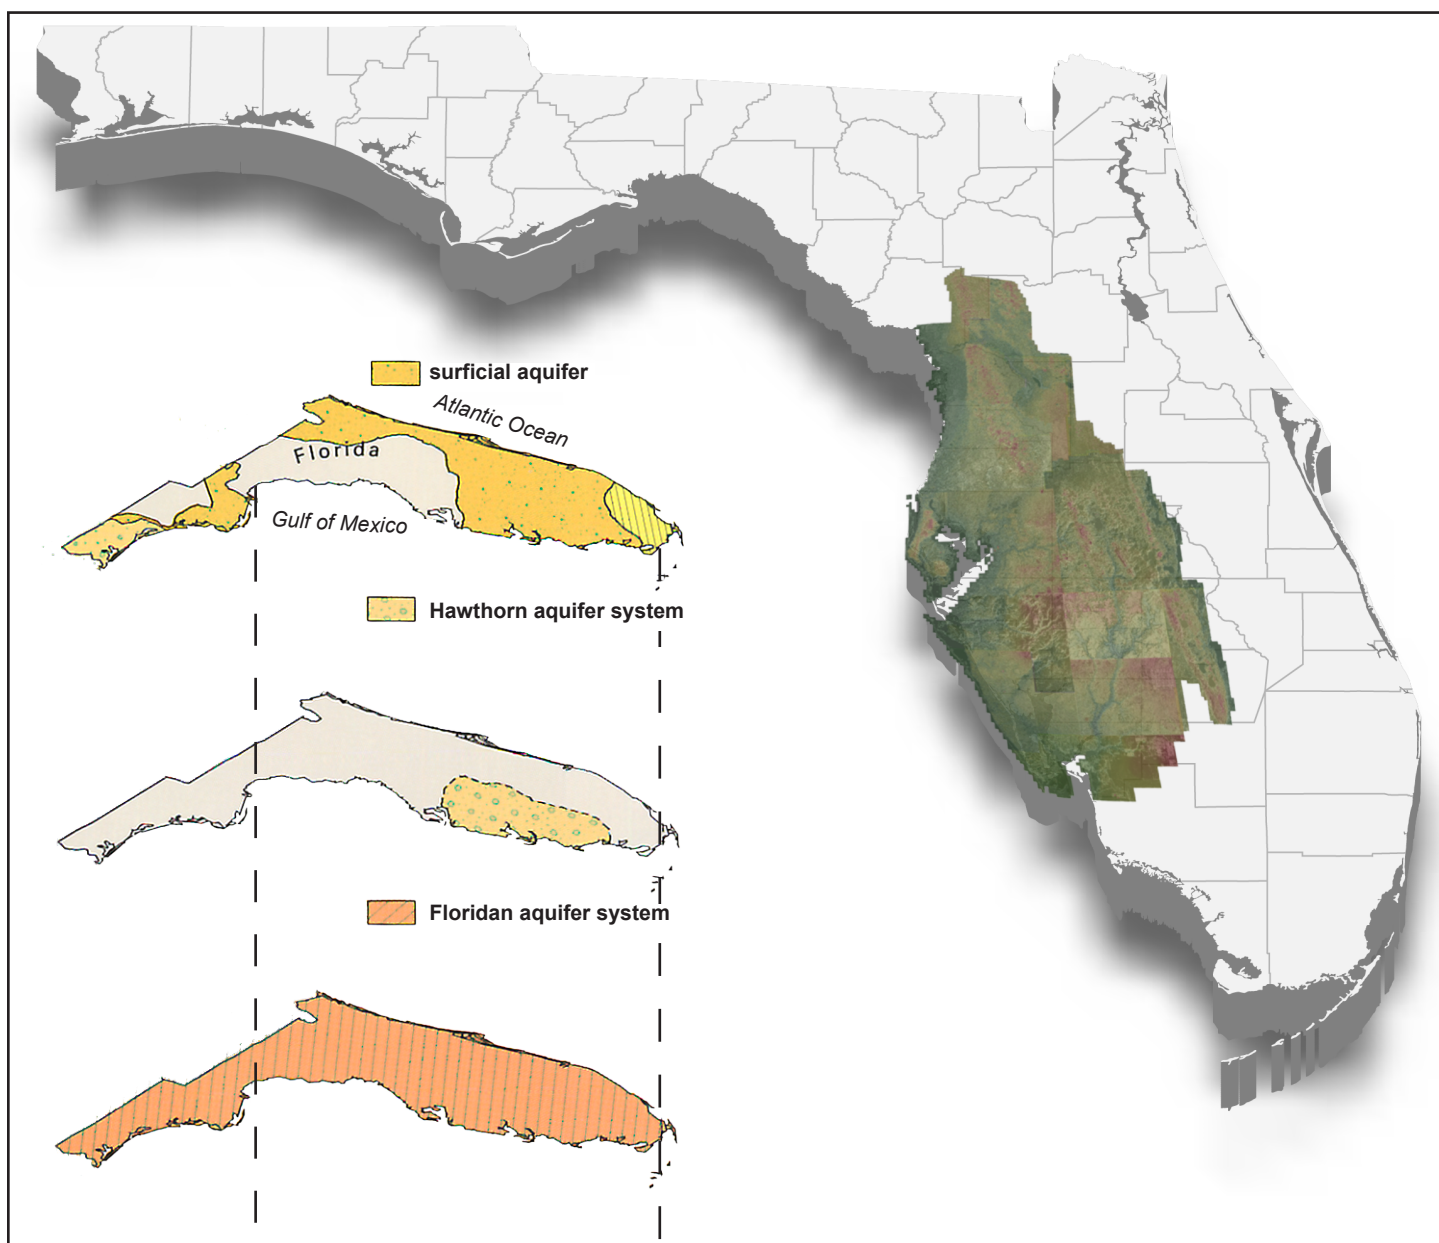 surficial aquifer
Atlantic Ocean
Florida
Gulf of Mexico
Hawthorn aquifer system
Floridan aquifer system